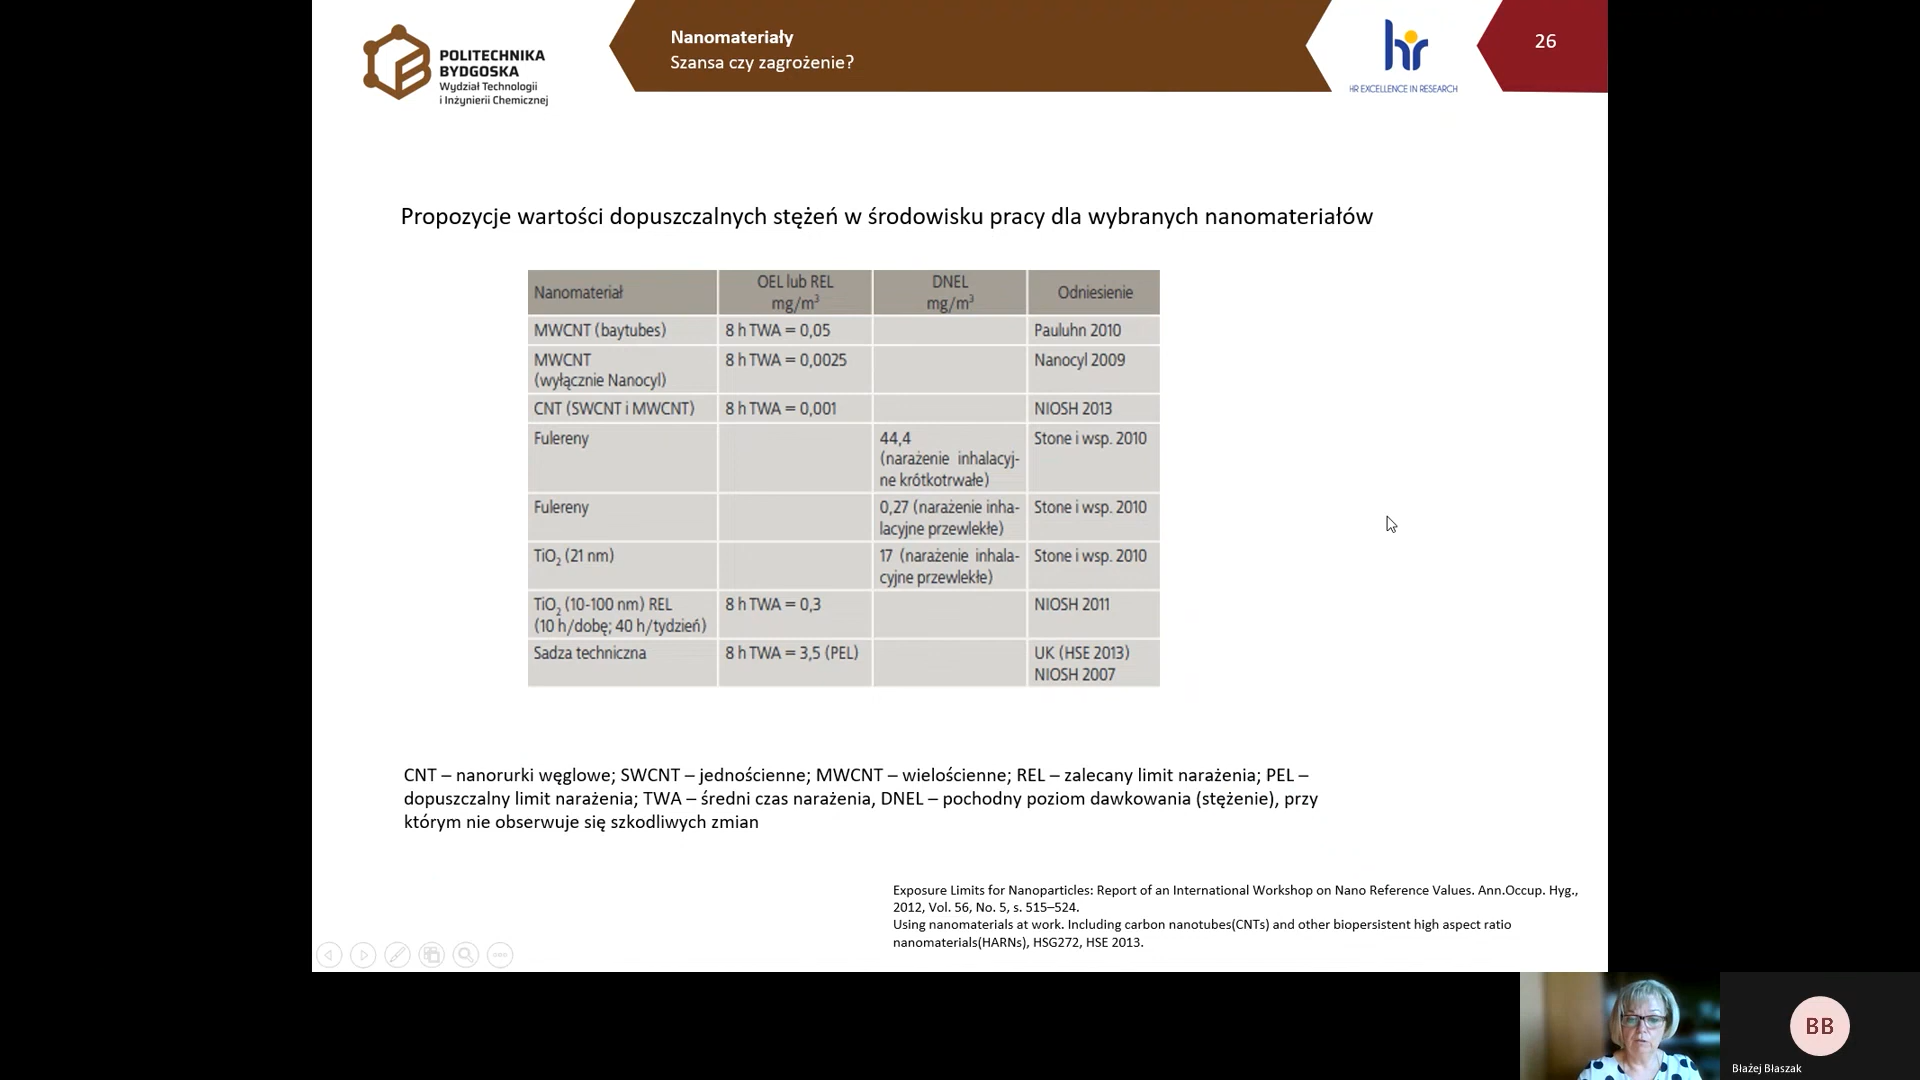 POLITECHNIKA
BYDGOSKA
Wydział Technologii
i Inżynierii Chemicznej
Nanomateriały
Szansa czy zagrożenie?
hr
HR EXCELLENCE IN RESEARCH
26
Propozycje wartości dopuszczalnych stężeń w środowisku pracy dla wybranych nanomateriałów
Nanomateriał
OEL lub REL
mg/m³
DNEL
mg/m³
Odniesienie
MWCNT (baytubes)
8 h TWA = 0,05
Pauluhn 2010
MWCNT
(wyłącznie Nanocyl)
8 h TWA = 0,0025
Nanocyl 2009
CNT (SWCNT i MWCNT)
8 h TWA = 0,001
NIOSH 2013
Fulereny
44,4
(narażenie inhalacyj-
ne krótkotrwałe)
Stone i wsp. 2010
Fulereny
0,27 (narażenie inha-
lacyjne przewlekłe)
Stone i wsp. 2010
TiO₂ (21 nm)
17 (narażenie inhala-
cyjne przewlekłe)
Stone i wsp. 2010
TiO₂ (10-100 nm) REL
(10 h/dobę; 40 h/tydzień)
8 h TWA = 0,3
NIOSH 2011
Sadza techniczna
8 h TWA = 3,5 (PEL)
UK (HSE 2013)
NIOSH 2007
CNT – nanorurki węglowe; SWCNT – jednościenne; MWCNT – wielościenne; REL – zalecany limit narażenia; PEL –
dopuszczalny limit narażenia; TWA – średni czas narażenia, DNEL – pochodny poziom dawkowania (stężenie), przy
którym nie obserwuje się szkodliwych zmian
Exposure Limits for Nanoparticles: Report of an International Workshop on Nano Reference Values. Ann.Occup. Hyg.,
2012, Vol. 56, No. 5, s. 515–524.
Using nanomaterials at work. Including carbon nanotubes(CNTs) and other biopersistent high aspect ratio
nanomaterials(HARNs), HSG272, HSE 2013.
BB
Błażej Błaszak